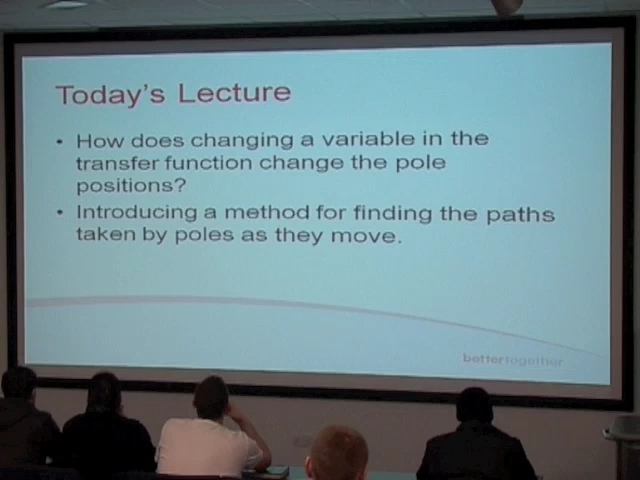 Today's Lecture
• How does changing a variable in the
transfer function change the pole
positions?
• Introducing a method for finding the paths
taken by poles as they move.
bettertogether